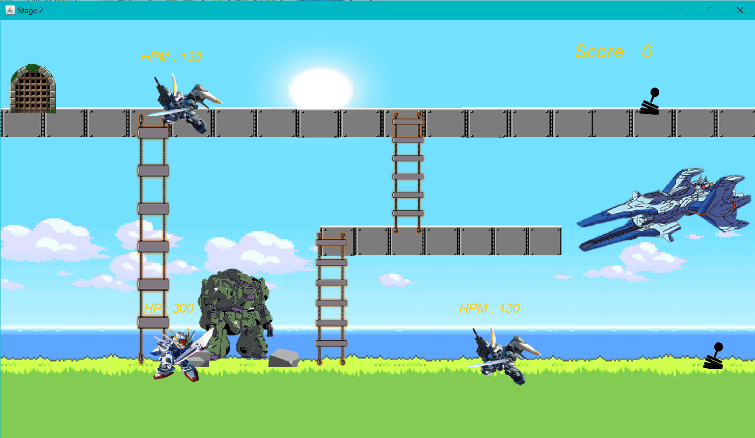 Stage 2
HPM : 130
Score : 0
HP : 300
HPM : 130